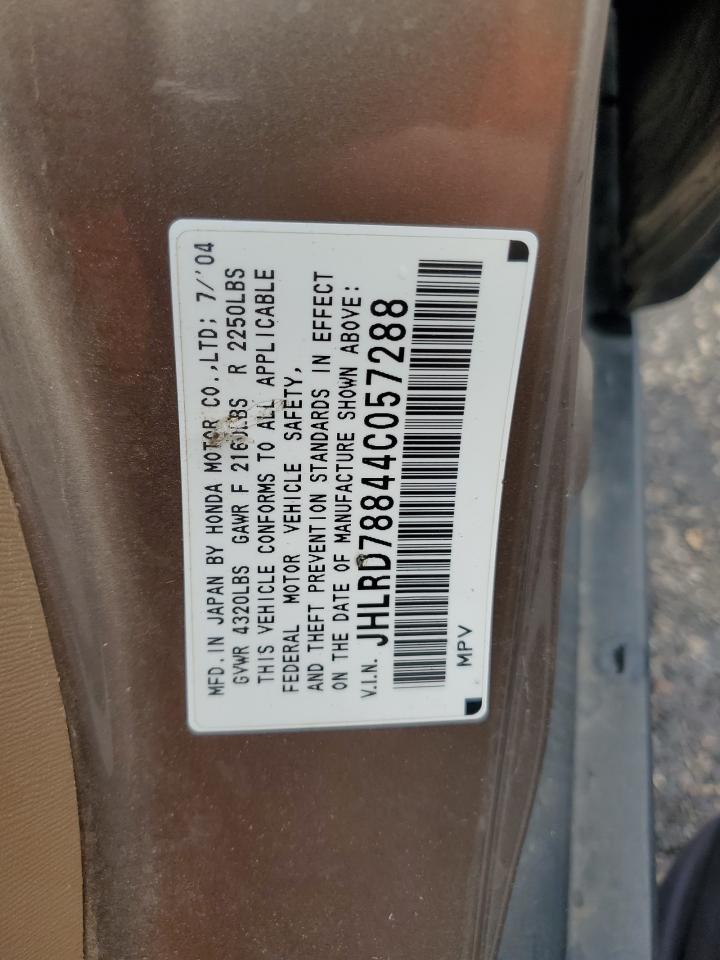 MFD. IN JAPAN BY HONDA MOTOR CO.,LTD; 7/'04
GVWR 4320LBS GAWR F 2160LBS R 2250LBS
THIS VEHICLE CONFORMS TO ALL APPLICABLE
FEDERAL MOTOR VEHICLE SAFETY,
AND THEFT PREVENTION STANDARDS IN EFFECT
ON THE DATE OF MANUFACTURE SHOWN ABOVE:
V.I.N. JHLRD78844C057288
MPV